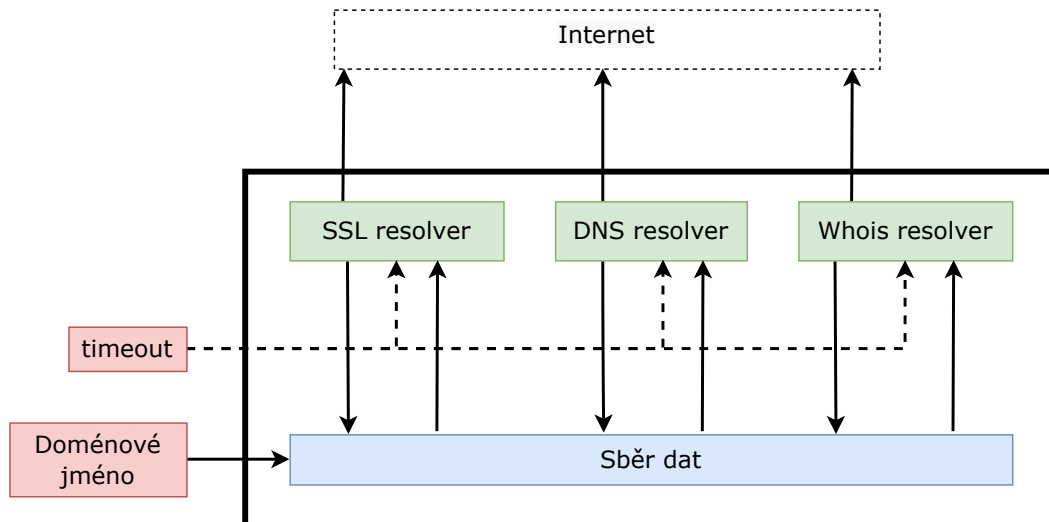 Internet
SSL resolver
DNS resolver
Whois resolver
timeout
Doménové
jméno
Sběr dat